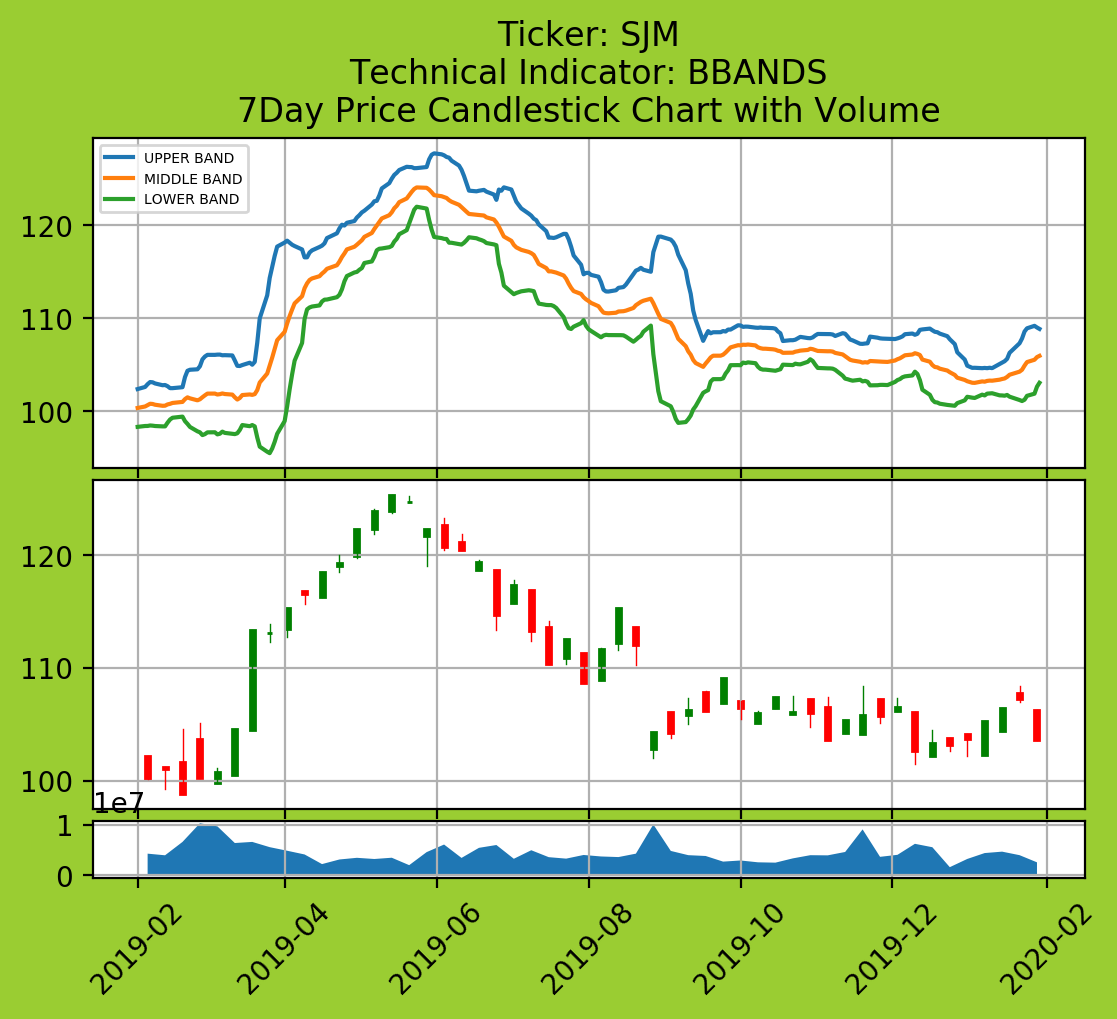 Ticker: SJM
Technical Indicator: BBANDS
7Day Price Candlestick Chart with Volume
UPPER BAND
MIDDLE BAND
LOWER BAND
120
110
100
120
110
100
1e7
1
0
2019-02
2019-04
2019-06
2019-08
2019-10
2019-12
2020-02